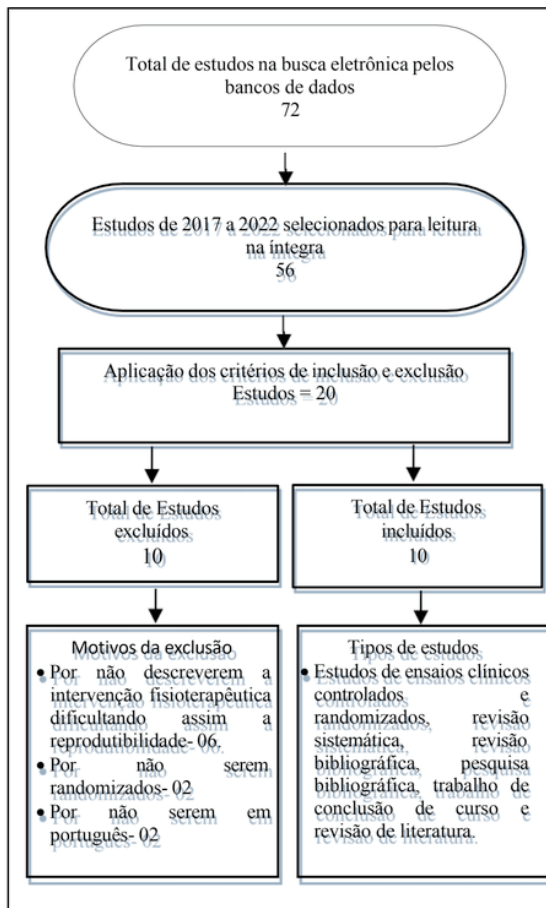 Total de estudos na busca eletrônica pelos
bancos de dados
72
Estudos de 2017 a 2022 selecionados para leitura
na íntegra
56
Aplicação dos critérios de inclusão e exclusão
Estudos = 20
Total de Estudos
excluídos
10
Total de Estudos
incluídos
10
Motivos da exclusão
• Por não descreverem a
intervenção fisioterapêutica
dificultando assim a
reprodutibilidade- 06.
• Por não serem
randomizados- 02
• Por não serem em
português- 02
Tipos de estudos
• Estudos de ensaios clínicos
controlados e
randomizados, revisão
sistemática, revisão
bibliográfica, pesquisa
bibliográfica, trabalho de
conclusão de curso e
revisão de literatura.